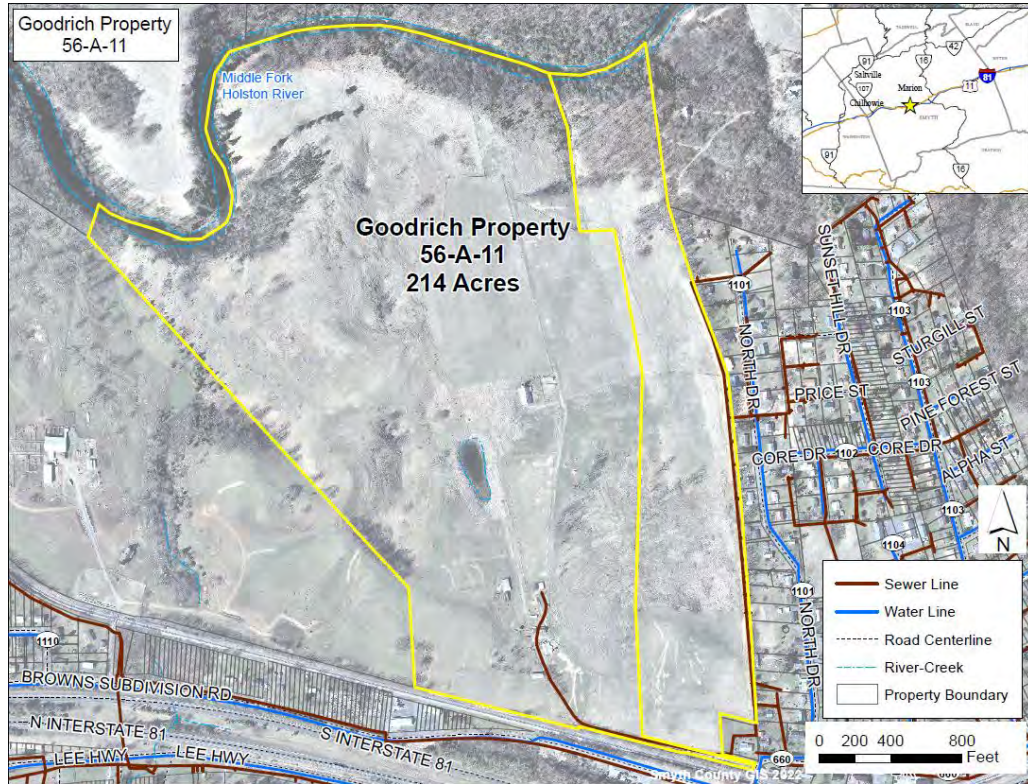 Goodrich Property
56-A-11
Middle Fork
Holston River
Goodrich Property
56-A-11
214 Acres
91
16
42
81
11
Saltville
107
Marion
Chilhowie
SMYTH
91
16
1101
NORTH DR
SUNSET HILL DR
1103
STURGILL ST
1103
PRICE ST
PINE FOREST ST
CORE DR
1102
CORE DR
ALPHA ST
1103
1104
1101
NORTH DR
N
Sewer Line
Water Line
Road Centerline
River-Creek
Property Boundary
1110
BROWNS SUBDIVISION RD
N INTERSTATE 81
S INTERSTATE 81
LEE HWY
LEE HWY
660
0 200 400 800
Feet
Smyth County GIS 2022